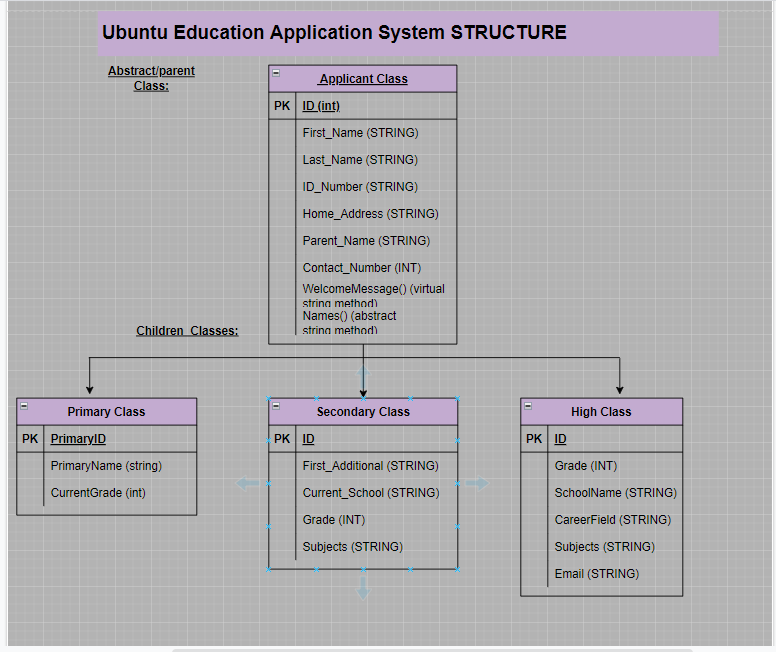 Ubuntu Education Application System STRUCTURE
Abstract/parent
Class:
Applicant Class
PK ID (int)
First_Name (STRING)
Last_Name (STRING)
ID_Number (STRING)
Home_Address (STRING)
Parent_Name (STRING)
Contact_Number (INT)
WelcomeMessage() (virtual
string method)
Names() (abstract
string method)
Children Classes:
Primary Class
PK PrimaryID
PrimaryName (string)
CurrentGrade (int)
Secondary Class
PK ID
First_Additional (STRING)
Current_School (STRING)
Grade (INT)
Subjects (STRING)
High Class
PK ID
Grade (INT)
SchoolName (STRING)
CareerField (STRING)
Subjects (STRING)
Email (STRING)